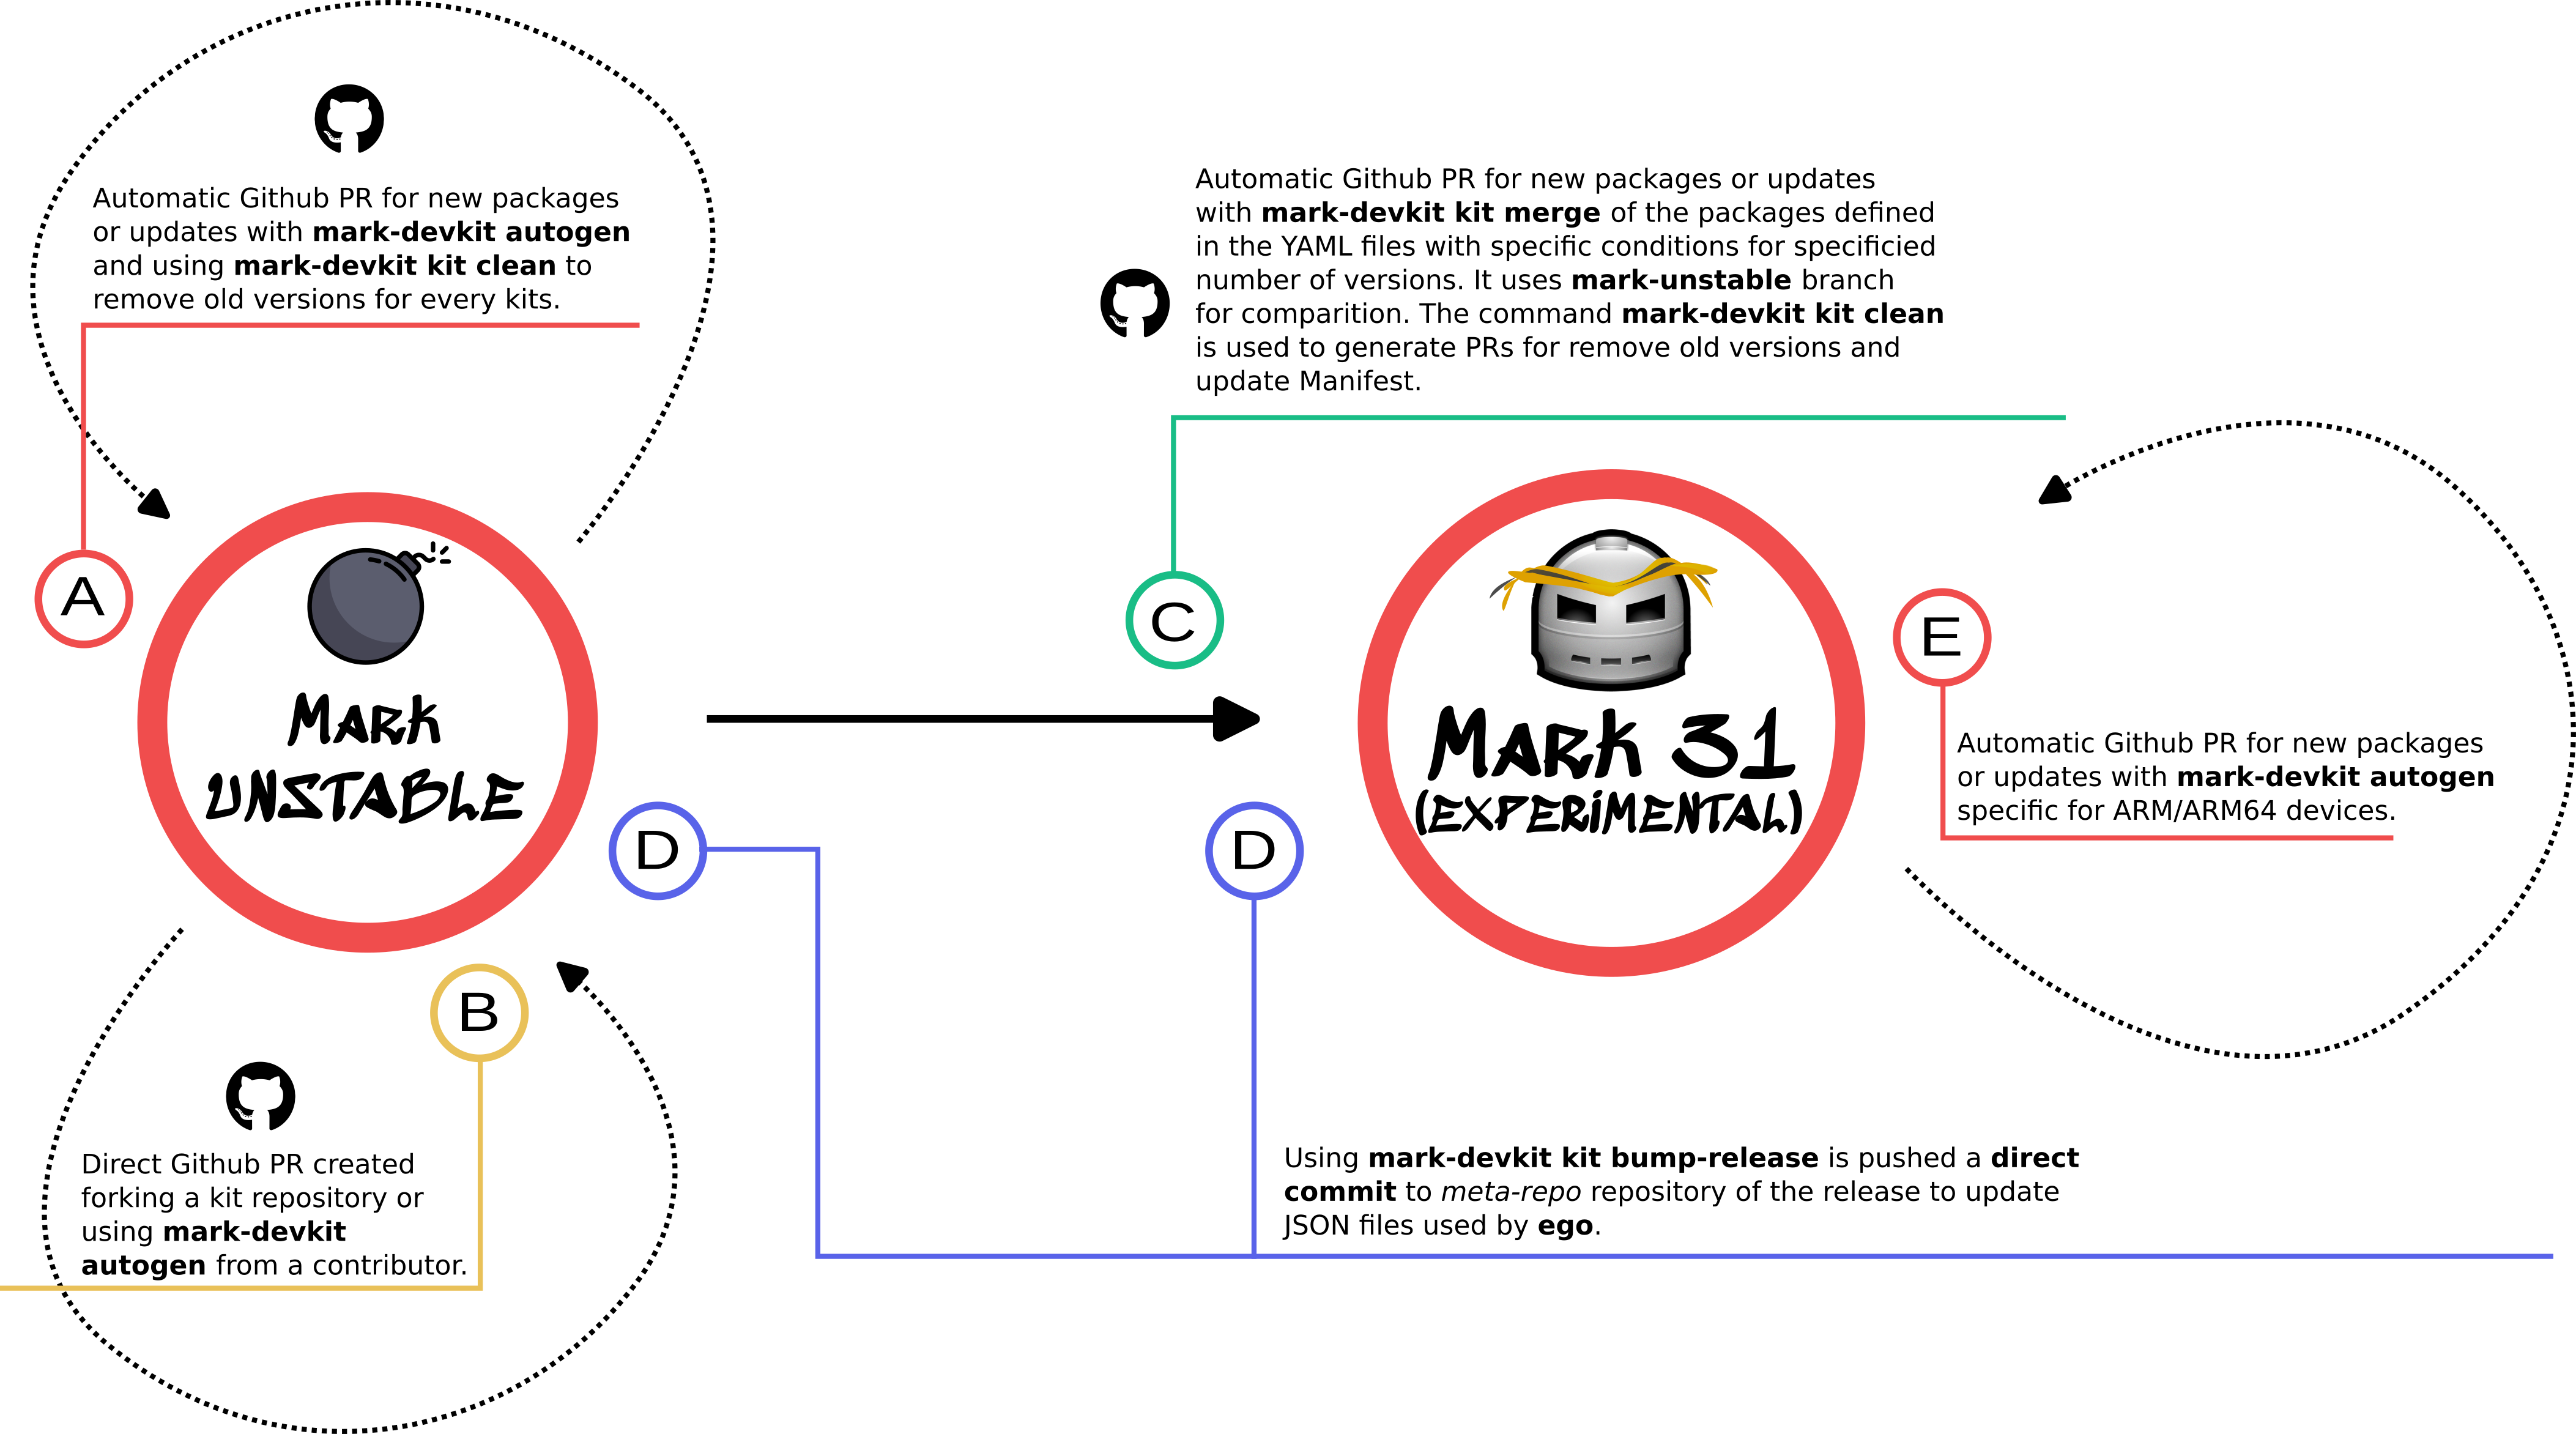 Automatic Github PR for new packages
or updates with mark-devkit autogen
and using mark-devkit kit clean to
remove old versions for every kits.
A
MARK
UNSTABLE
D
B
Direct Github PR created
forking a kit repository or
using mark-devkit
autogen from a contributor.
Automatic Github PR for new packages or updates
with mark-devkit kit merge of the packages defined
in the YAML files with specific conditions for specificied
number of versions. It uses mark-unstable branch
for comparition. The command mark-devkit kit clean
is used to generate PRs for remove old versions and
update Manifest.
C
MARK 31
(EXPERIMENTAL)
D
E
Automatic Github PR for new packages
or updates with mark-devkit autogen
specific for ARM/ARM64 devices.
Using mark-devkit kit bump-release is pushed a direct
commit to meta-repo repository of the release to update
JSON files used by ego.